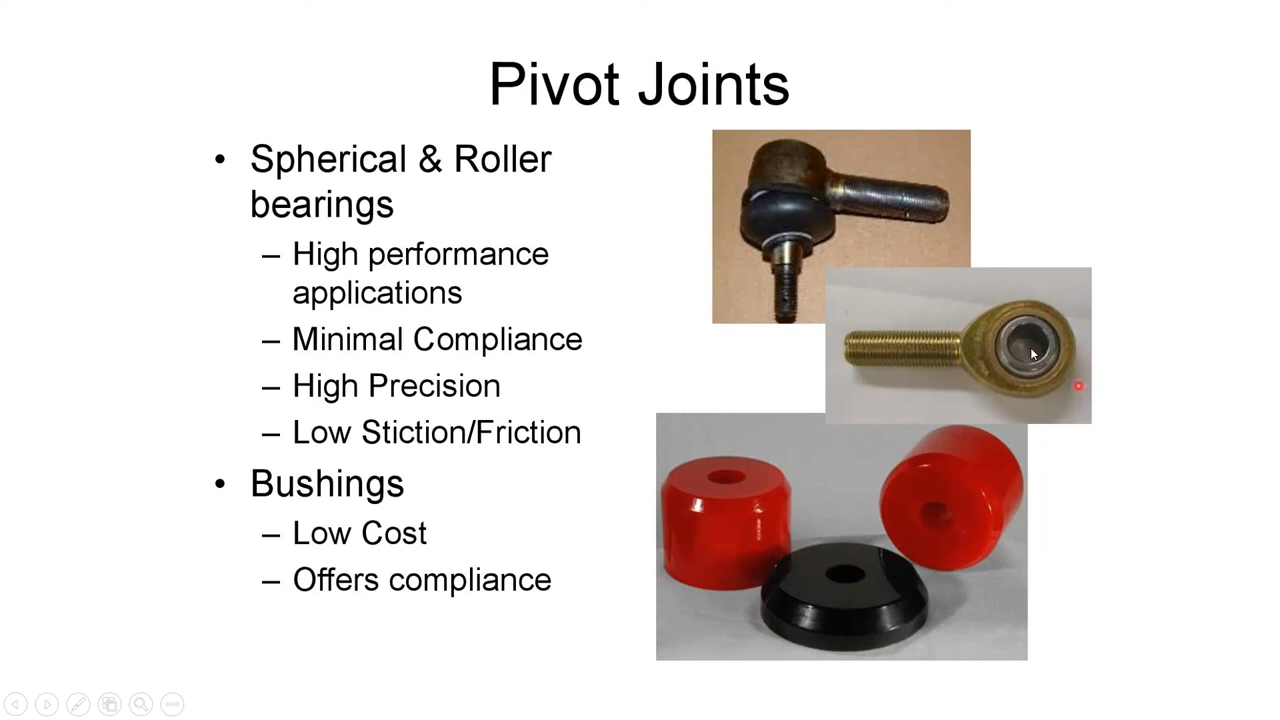 Pivot Joints
• Spherical & Roller
bearings
– High performance
applications
– Minimal Compliance
– High Precision
– Low Stiction/Friction
• Bushings
– Low Cost
– Offers compliance